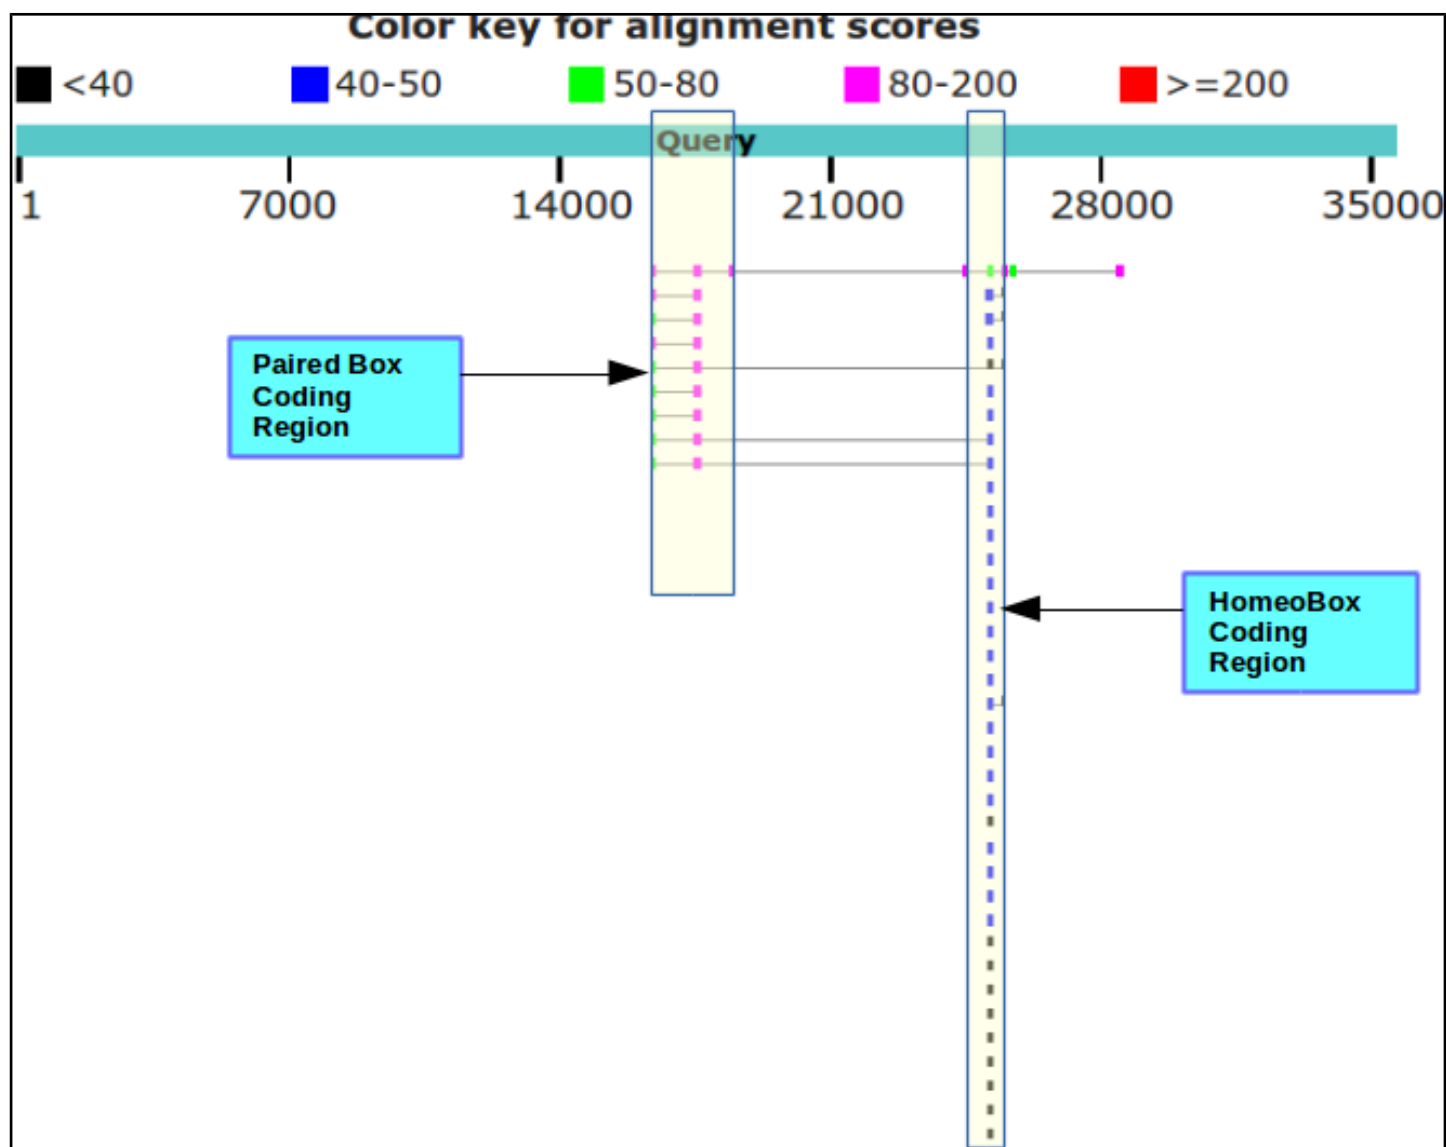 Color key for alignment scores
<40 40-50 50-80 80-200 >=200
Query
1 7000 14000 21000 28000 35000
Paired Box
Coding
Region
HomeoBox
Coding
Region